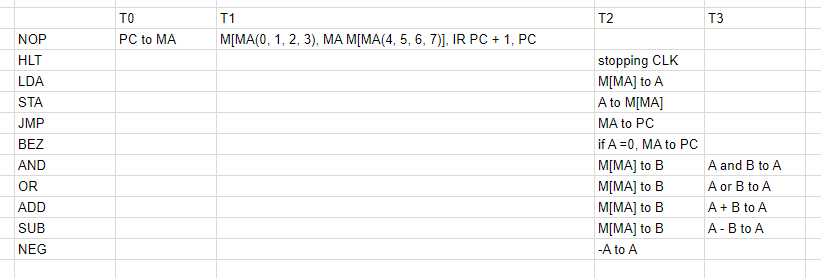 T0 T1 T2 T3
NOP PC to MA M[MA(0, 1, 2, 3), MA M[MA(4, 5, 6, 7)], IR PC + 1, PC
HLT stopping CLK
LDA M[MA] to A
STA A to M[MA]
JMP MA to PC
BEZ if A =0, MA to PC
AND M[MA] to B A and B to A
OR M[MA] to B A or B to A
ADD M[MA] to B A + B to A
SUB M[MA] to B A - B to A
NEG -A to A